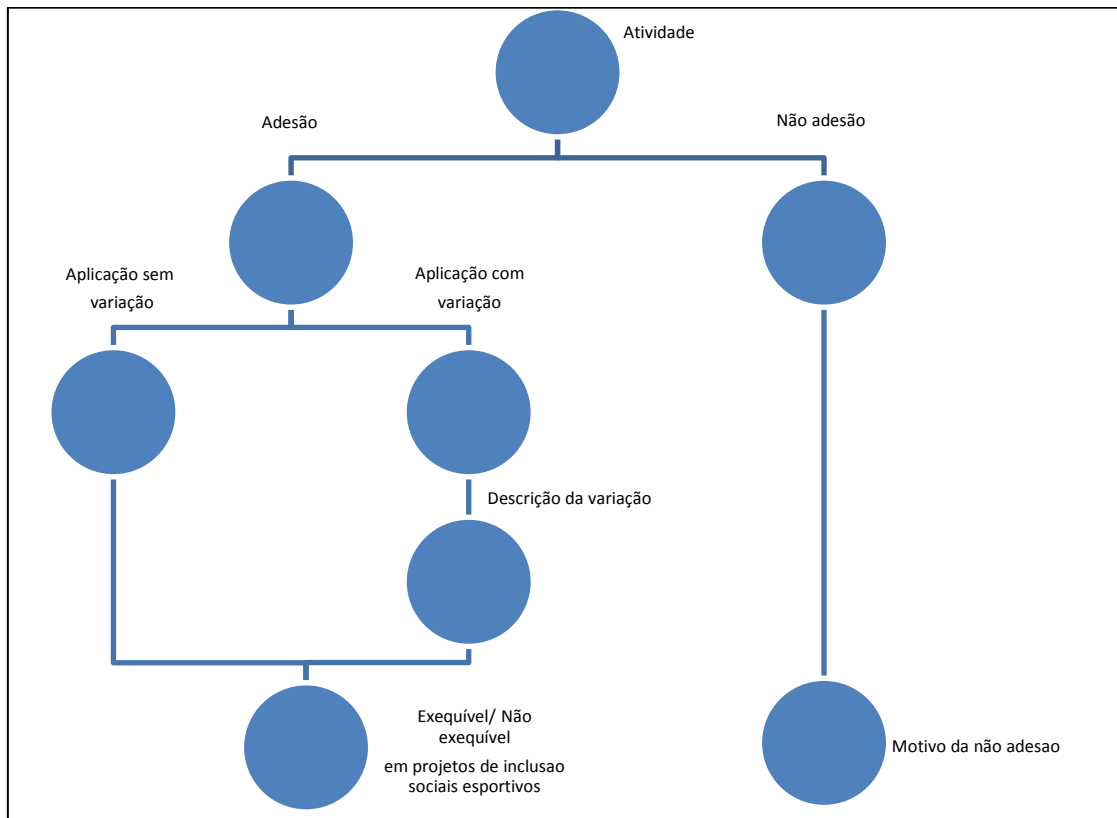 Atividade
Adesão
Não adesão
Aplicação sem
variação
Aplicação com
variação
Descrição da variação
Exequível/ Não
exequível
em projetos de inclusao
sociais esportivos
Motivo da não adesao